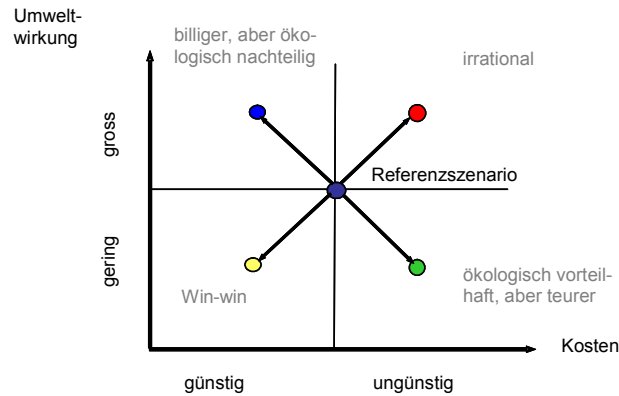 Umwelt-
wirkung
billiger, aber öko-
logisch nachteilig
irrational
gross
Referenzszenario
gering
Win-win
ökologisch vorteil-
haft, aber teurer
Kosten
günstig
ungünstig